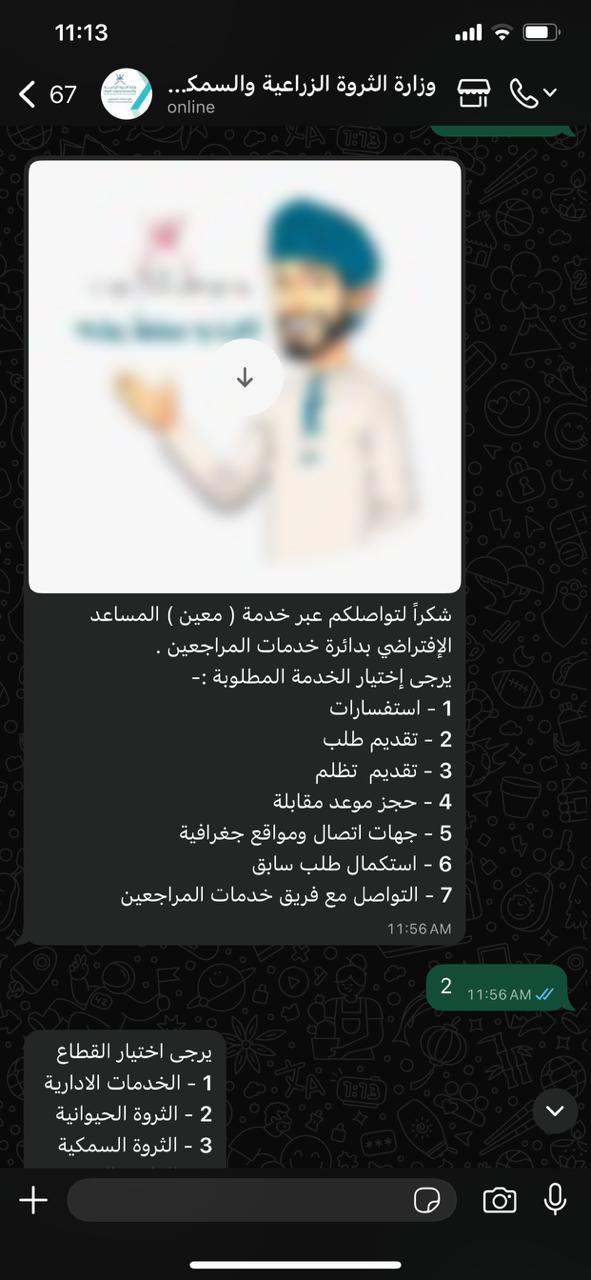 11:13
67
وزارة الثروة الزراعية والسمكـ...
online
شكراً لتواصلكم عبر خدمة ( معين ) المساعد
الإفتراضي بدائرة خدمات المراجعين .
يرجى إختيار الخدمة المطلوبة :-
1 - استفسارات
2 - تقديم طلب
3 - تقديم  تظلم
4 - حجز موعد مقابلة
5 - جهات اتصال ومواقع جغرافية
6 - استكمال طلب سابق
7 - التواصل مع فريق خدمات المراجعين
11:56 AM
2
11:56 AM
يرجى اختيار القطاع
1 - الخدمات الادارية
2 - الثروة الحيوانية
3 - الثروة السمكية